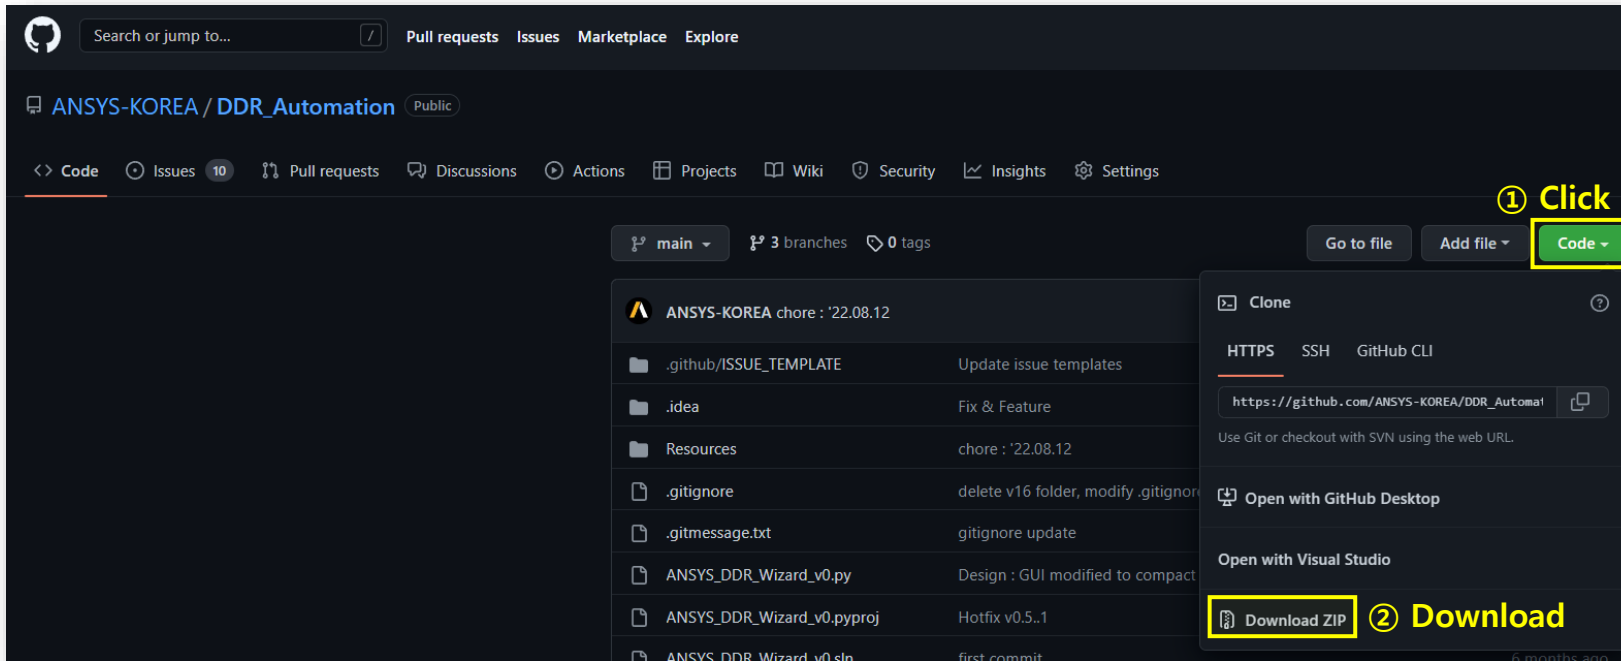 Search or jump to... / Pull requests Issues Marketplace Explore
ANSYS-KOREA / DDR_Automation Public
<> Code Issues 10 Pull requests Discussions Actions Projects Wiki Security Insights Settings
① Click
main 3 branches 0 tags Go to file Add file Code
ANSYS-KOREA chore : '22.08.12
.github/ISSUE_TEMPLATE Update issue templates
.idea Fix & Feature
Resources chore : '22.08.12
.gitignore delete v16 folder, modify .gitignore
.gitmessage.txt gitignore update
ANSYS_DDR_Wizard_v0.py Design : GUI modified to compact
ANSYS_DDR_Wizard_v0.pyproj Hotfix v0.5..1
ANSYS_DDR_Wizard_v0.sln first commit 6 months ago
Clone
HTTPS SSH GitHub CLI
https://github.com/ANSYS-KOREA/DDR_Automat
Use Git or checkout with SVN using the web URL.
Open with GitHub Desktop
Open with Visual Studio
Download ZIP ② Download